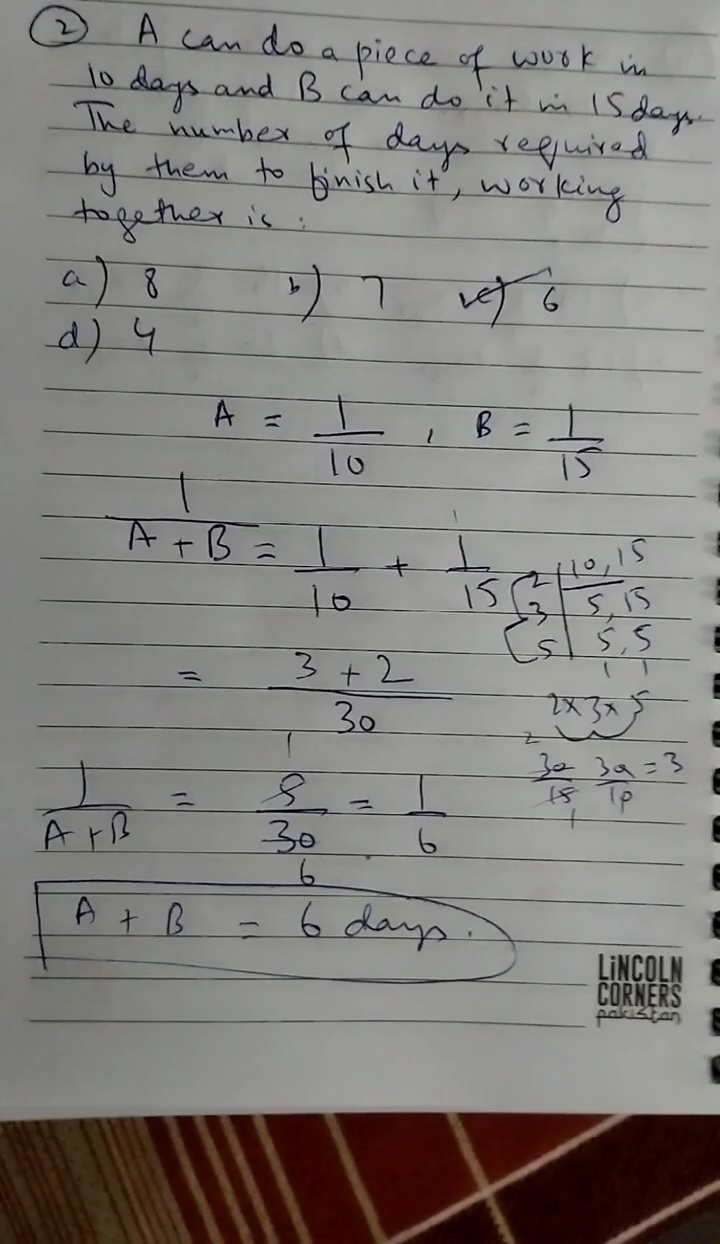 ② A can do a piece of work in
10 days and B can do it in 15 days.
The number of days required
by them to finish it, working
together is :
a) 8 b) 7 c) 6
d) 4
A = 1/10 , B = 1/15
1/(A + B) = 1/10 + 1/15
2 | 10, 15
3 | 5, 15
5 | 5, 5
1 1
= (3 + 2)/30
2 x 3 x 5
1/(A + B) = 5/30 = 1/6
2 30/15 30/10 = 3
1
1
6
A + B = 6 days.
LiNCOLN
CORNERS
pakistan